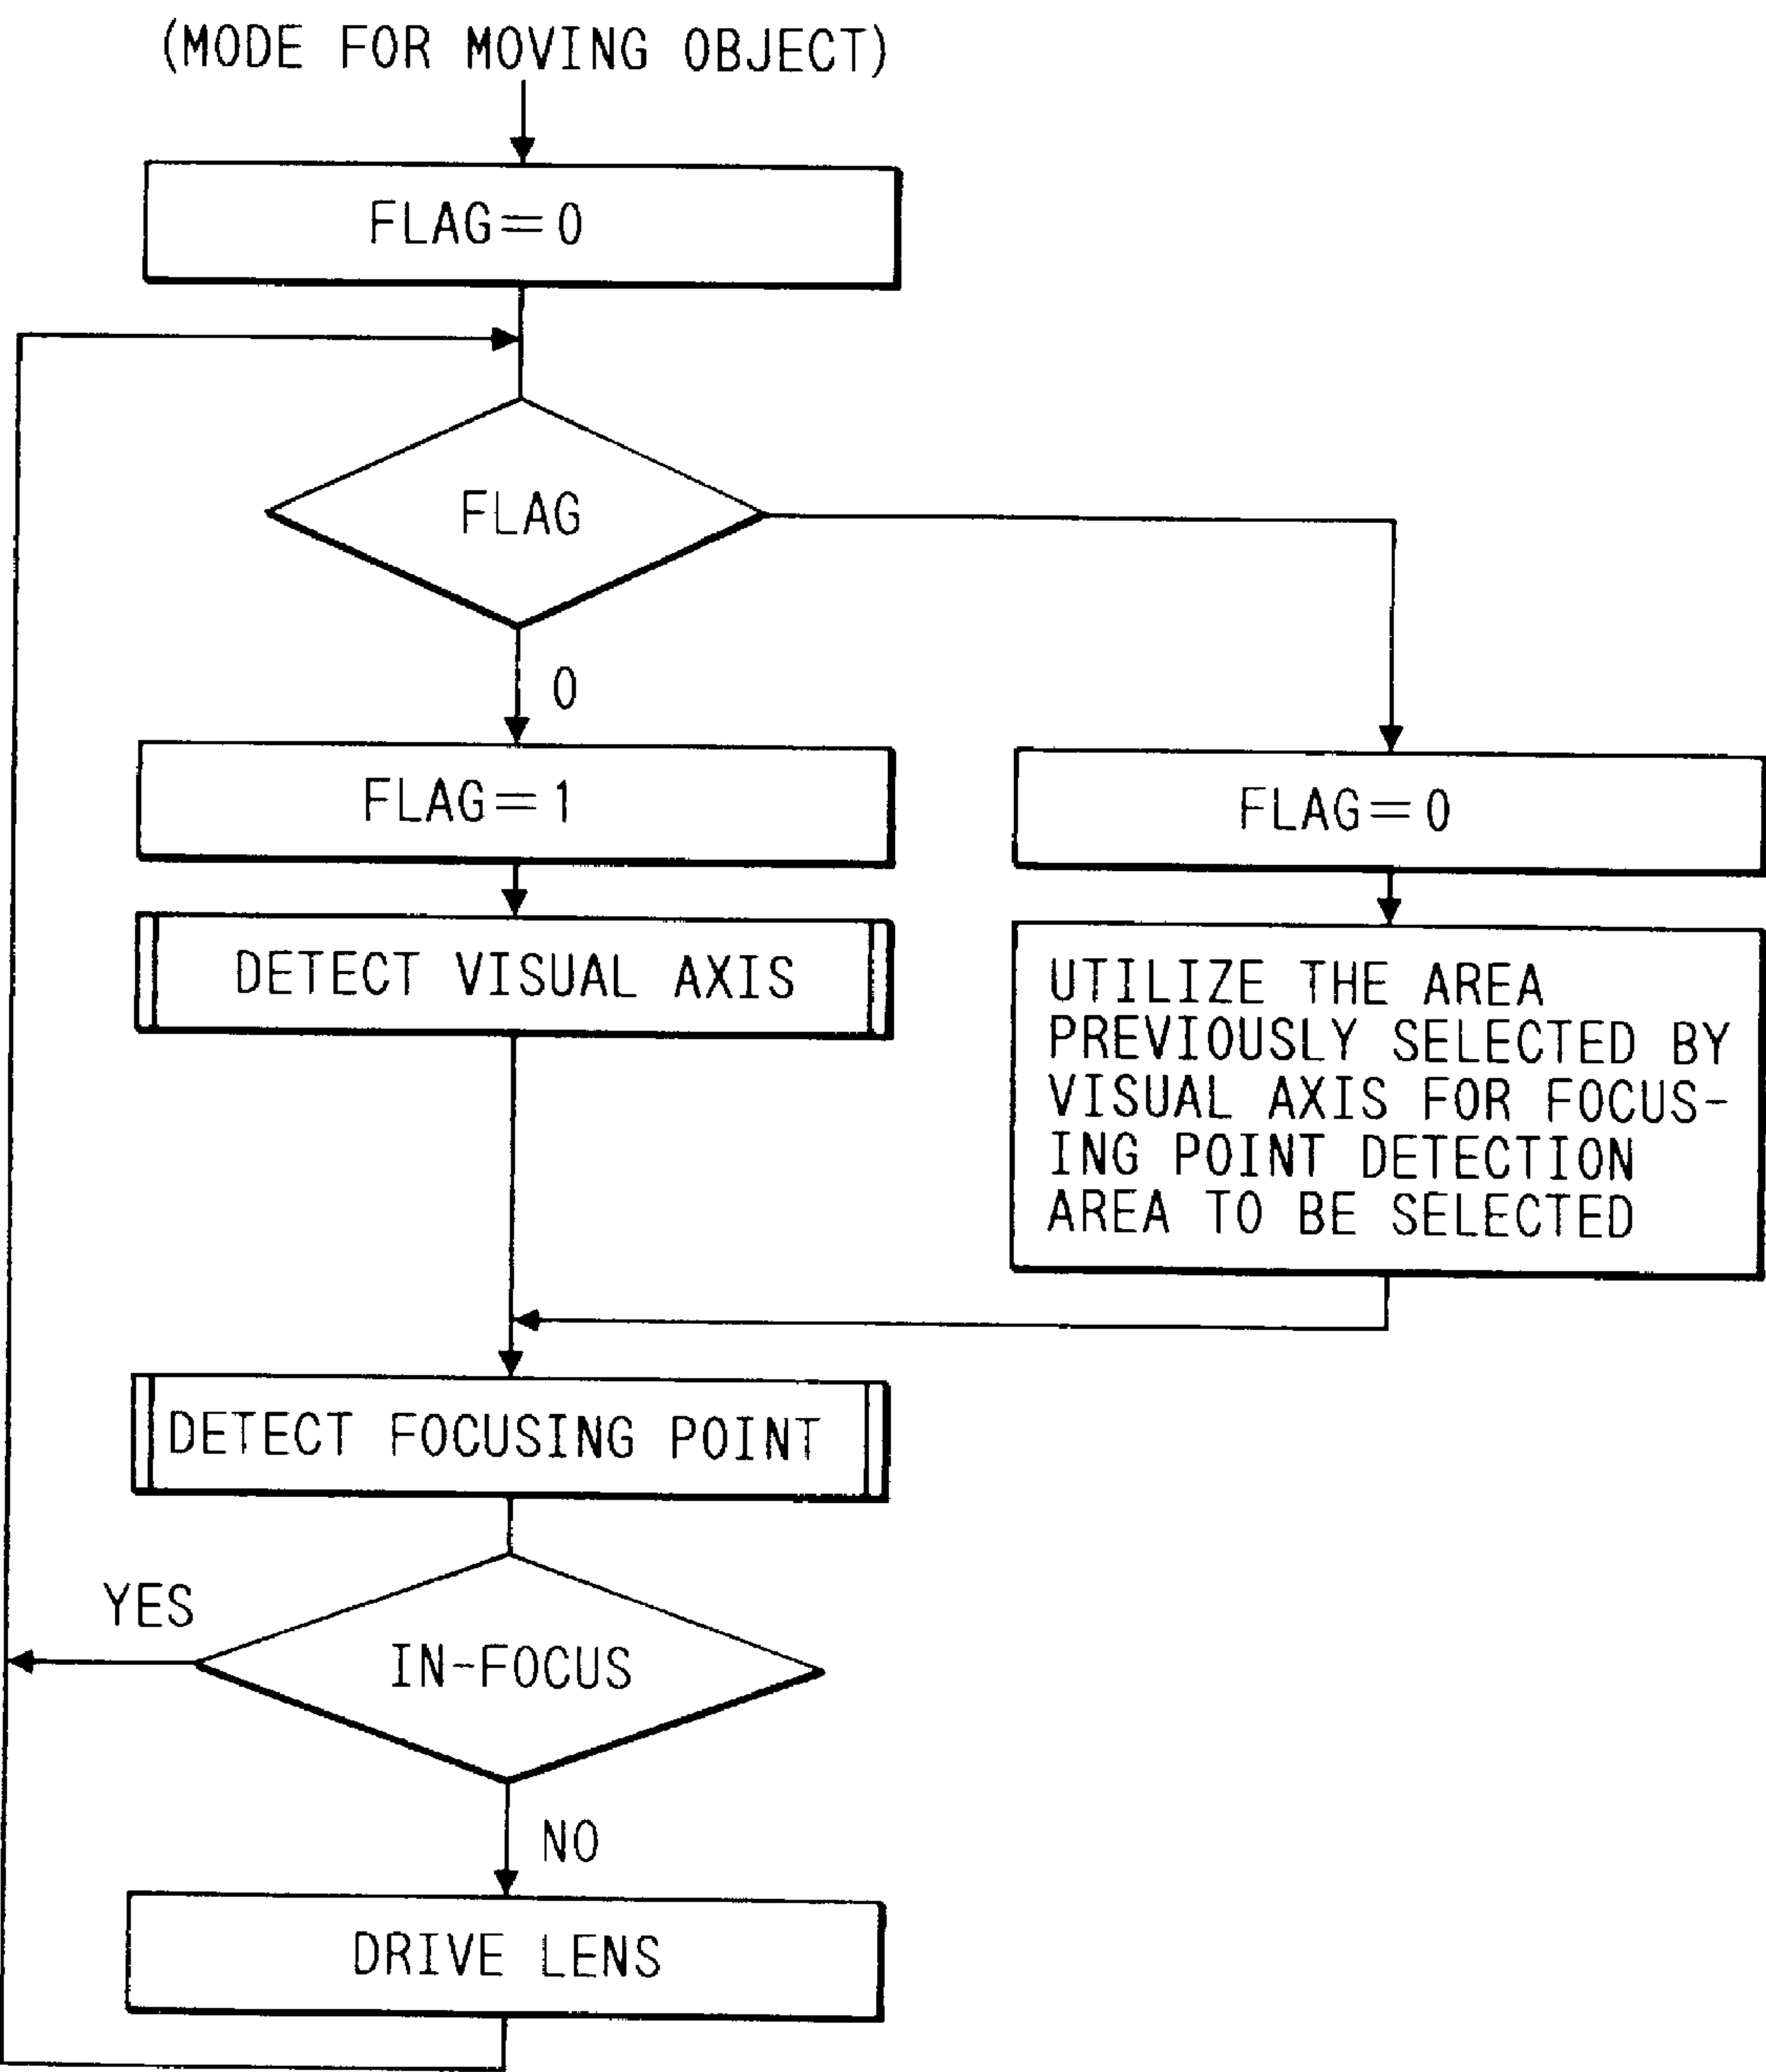 (MODE FOR MOVING OBJECT)
FLAG=0
FLAG
0
FLAG=1
FLAG=0
DETECT VISUAL AXIS
UTILIZE THE AREA
PREVIOUSLY SELECTED BY
VISUAL AXIS FOR FOCUS-
ING POINT DETECTION
AREA TO BE SELECTED
DETECT FOCUSING POINT
YES
IN-FOCUS
NO
DRIVE LENS